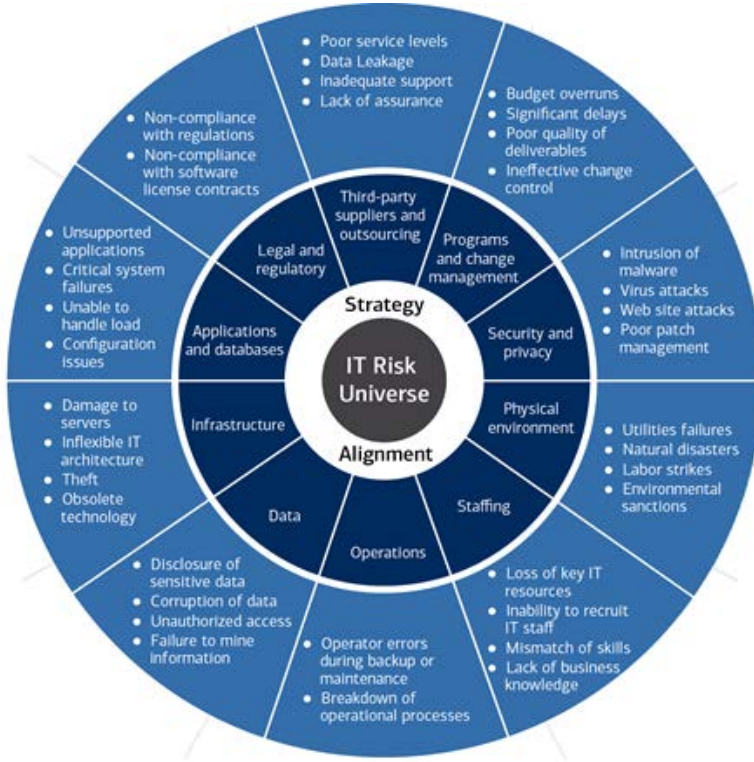 • Poor service levels
• Data Leakage
• Inadequate support
• Lack of assurance
• Budget overruns
• Significant delays
• Poor quality of
deliverables
• Ineffective change
control
• Intrusion of
malware
• Virus attacks
• Web site attacks
• Poor patch
management
• Utilities failures
• Natural disasters
• Labor strikes
• Environmental
sanctions
• Loss of key IT
resources
• Inability to recruit
IT staff
• Mismatch of skills
• Lack of business
knowledge
• Operator errors
during backup or
maintenance
• Breakdown of
operational processes
• Disclosure of
sensitive data
• Corruption of data
• Unauthorized access
• Failure to mine
information
• Damage to
servers
• Inflexible IT
architecture
• Theft
• Obsolete
technology
• Unsupported
applications
• Critical system
failures
• Unable to
handle load
• Configuration
issues
• Non-compliance
with regulations
• Non-compliance
with software
license contracts
Third-party
suppliers and
outsourcing
Programs
and change
management
Security and
privacy
Physical
environment
Staffing
Operations
Data
Infrastructure
Applications
and databases
Legal and
regulatory
Strategy
IT Risk
Universe
Alignment